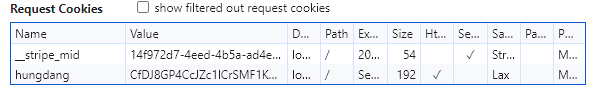 Request Cookies show filtered out request cookies
Name Value D... Path Ex... Size Ht... Se... Sa... Pa... P...
__stripe_mid 14f972d7-4eed-4b5a-ad4e... lo... / 20... 54 ✓ Str... M...
hungdang CfDJ8GP4CcJZc1ICrSMF1K... lo... / Se... 192 ✓ Lax M...